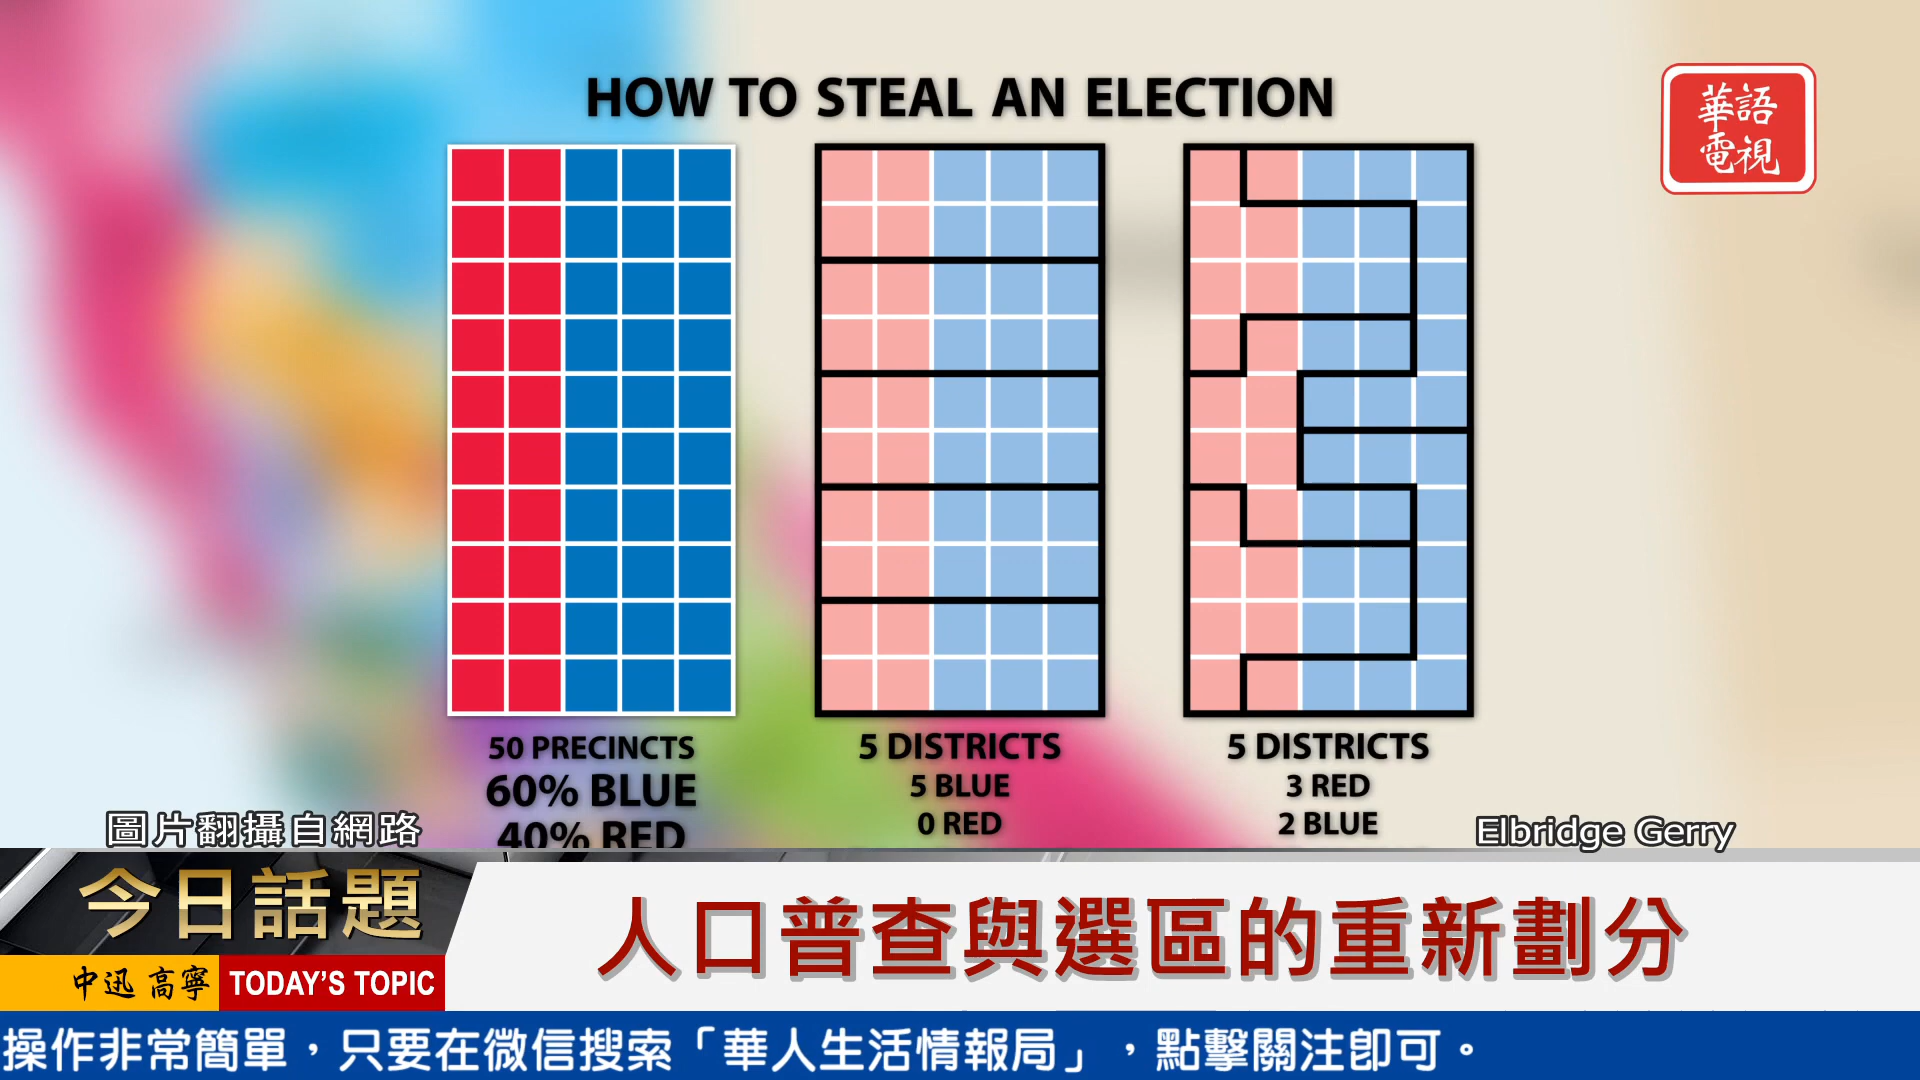 HOW TO STEAL AN ELECTION
華語
電視
50 PRECINCTS
60% BLUE
40% RED
5 DISTRICTS
5 BLUE
0 RED
5 DISTRICTS
3 RED
2 BLUE
圖片翻攝自網路
Elbridge Gerry
今日話題
中迅 高寧
TODAY'S TOPIC
人口普查與選區的重新劃分
操作非常簡單，只要在微信搜索「華人生活情報局」，點擊關注即可。